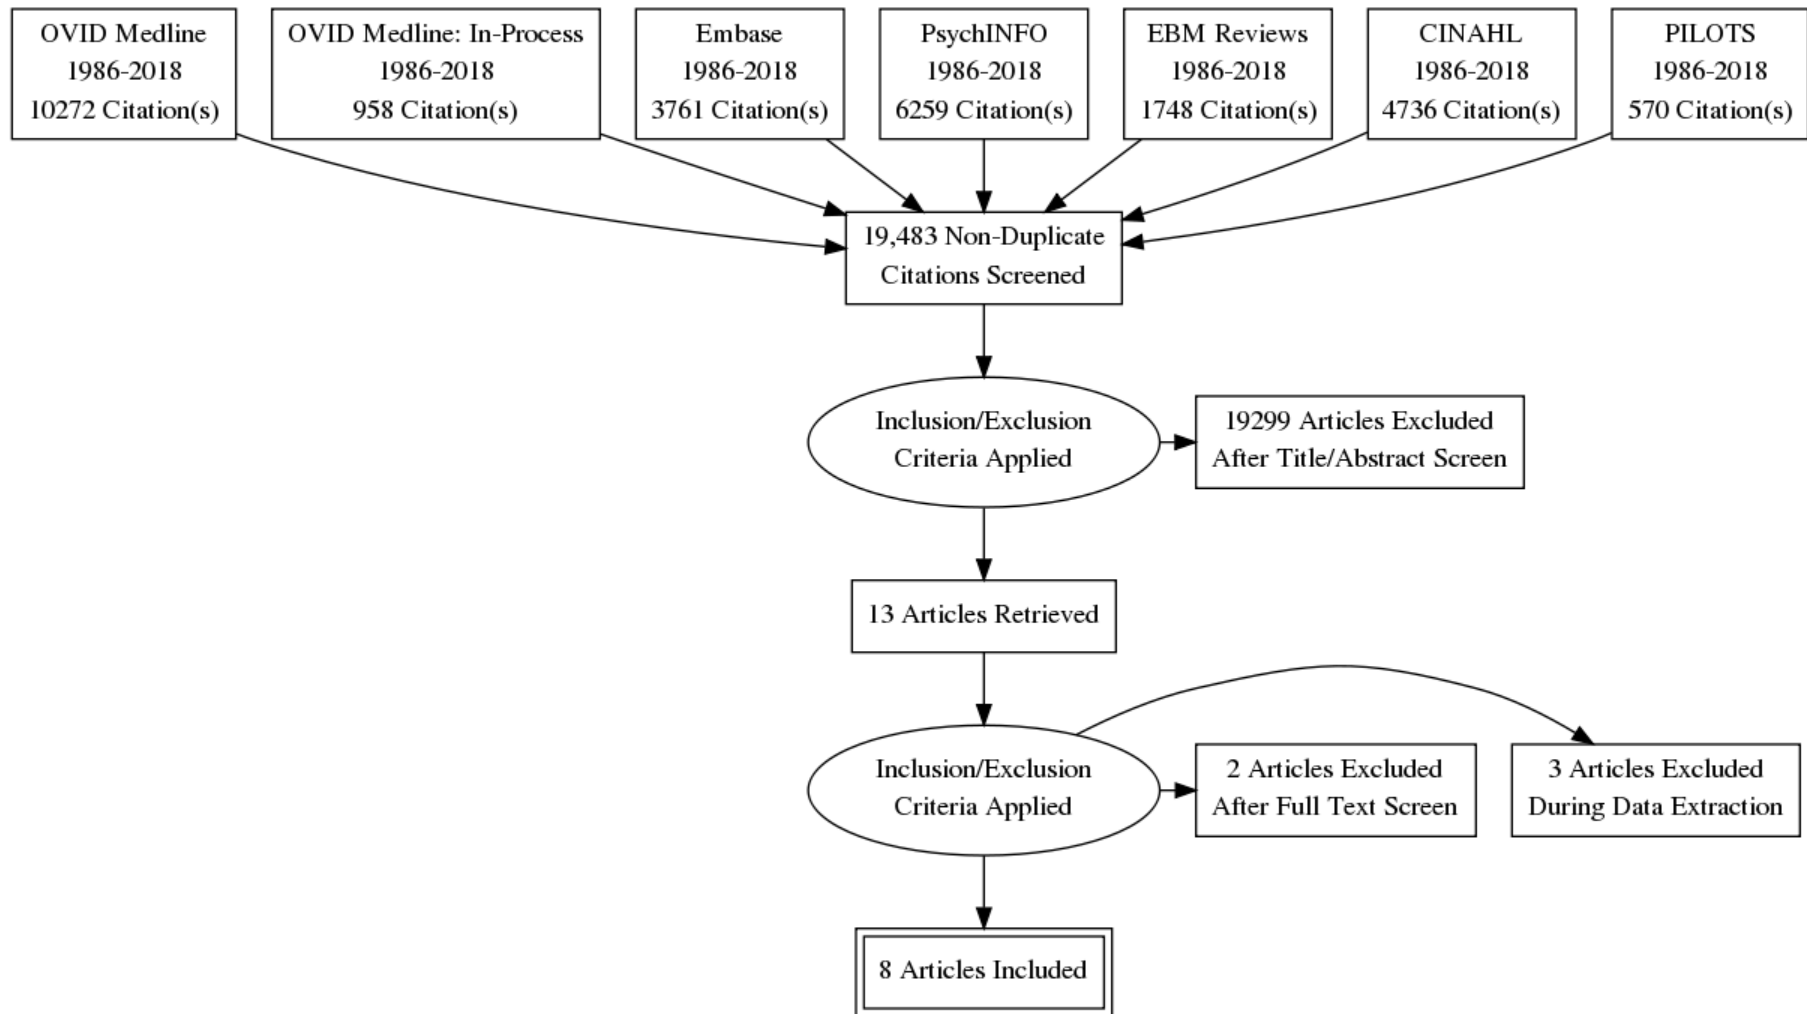 OVID Medline
1986-2018
10272 Citation(s)
OVID Medline: In-Process
1986-2018
958 Citation(s)
Embase
1986-2018
3761 Citation(s)
PsychINFO
1986-2018
6259 Citation(s)
EBM Reviews
1986-2018
1748 Citation(s)
CINAHL
1986-2018
4736 Citation(s)
PILOTS
1986-2018
570 Citation(s)
19,483 Non-Duplicate
Citations Screened
Inclusion/Exclusion
Criteria Applied
19299 Articles Excluded
After Title/Abstract Screen
13 Articles Retrieved
Inclusion/Exclusion
Criteria Applied
2 Articles Excluded
After Full Text Screen
3 Articles Excluded
During Data Extraction
8 Articles Included